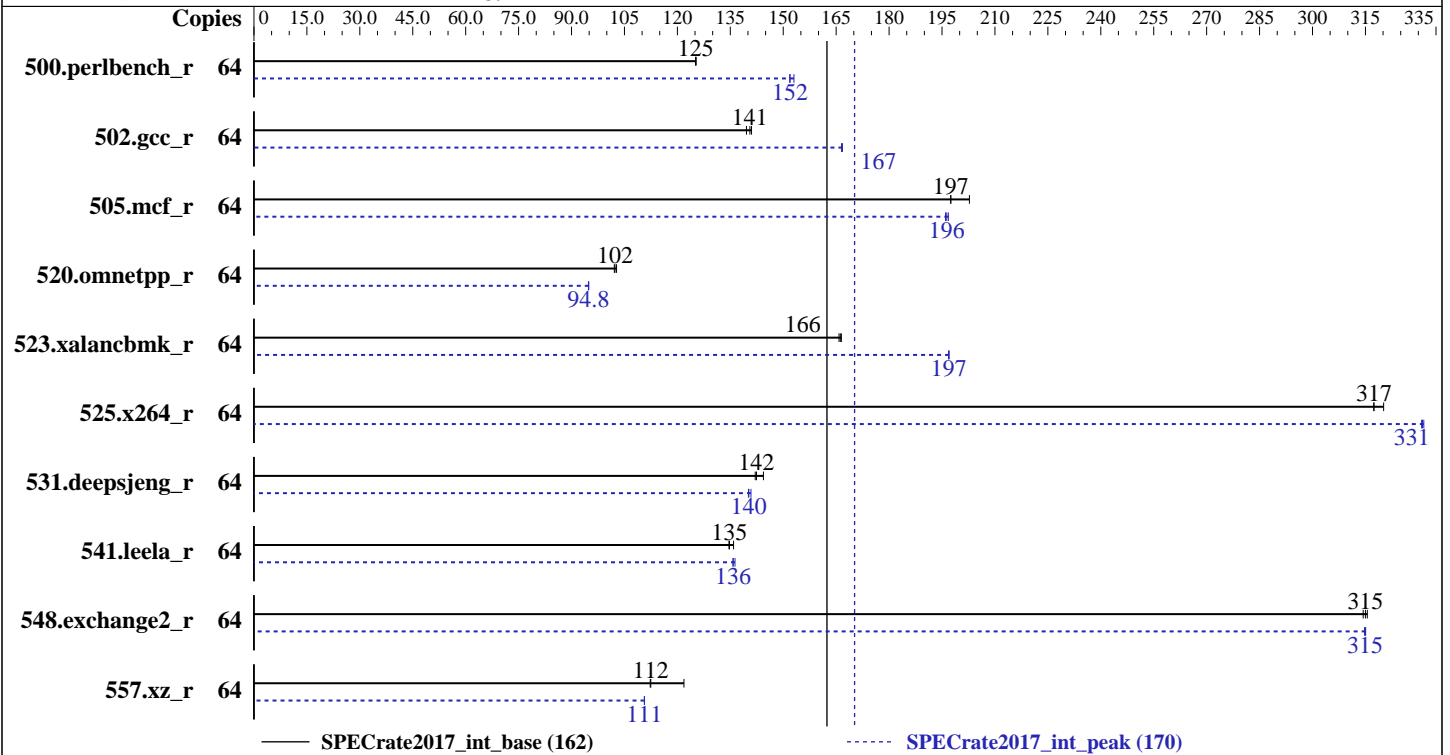 Copies 0 15.0 30.0 45.0 60.0 75.0 90.0 105 120 135 150 165 180 195 210 225 240 255 270 285 300 315 335
125
500.perlbench_r 64
152
141
502.gcc_r 64
167
197
505.mcf_r 64
196
102
520.omnetpp_r 64
94.8
166
523.xalancbmk_r 64
197
317
525.x264_r 64
331
142
531.deepsjeng_r 64
140
135
541.leela_r 64
136
315
548.exchange2_r 64
315
112
557.xz_r 64
111
SPECrate2017_int_base (162) SPECrate2017_int_peak (170)